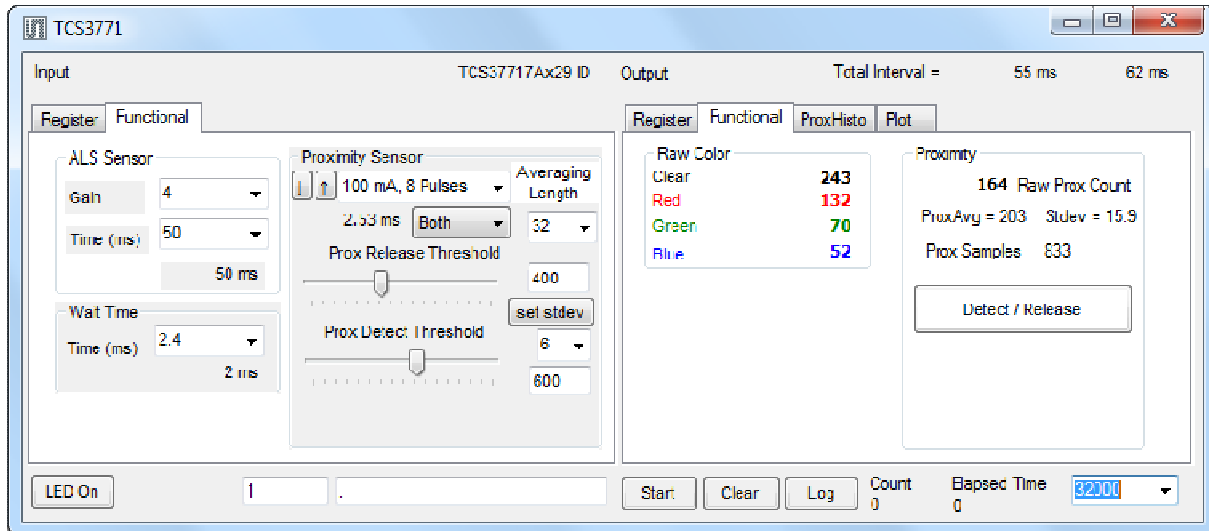 TCS3771
Input
TCS37717Ax29 ID
Output
Total Interval = 55 ms 62 ms
Register Functional
ALS Sensor
Gain 4
Time (ms) 50
50 ms
Wait Time
Time (ms) 2.4
2 ms
Proximity Sensor
100 mA, 8 Pulses
Averaging
Length
2.53 ms Both 32
Prox Release Threshold
400
set stdev
Prox Detect Threshold
6
600
Register Functional ProxHisto Plot
Raw Color
Clear 243
Red 132
Green 70
Blue 52
Proximity
164 Raw Prox Count
ProxAvg = 203 Stdev = 15.9
Prox Samples 833
Detect / Release
LED On 1 .
Start Clear Log
Count
0
Elapsed Time
0
32000